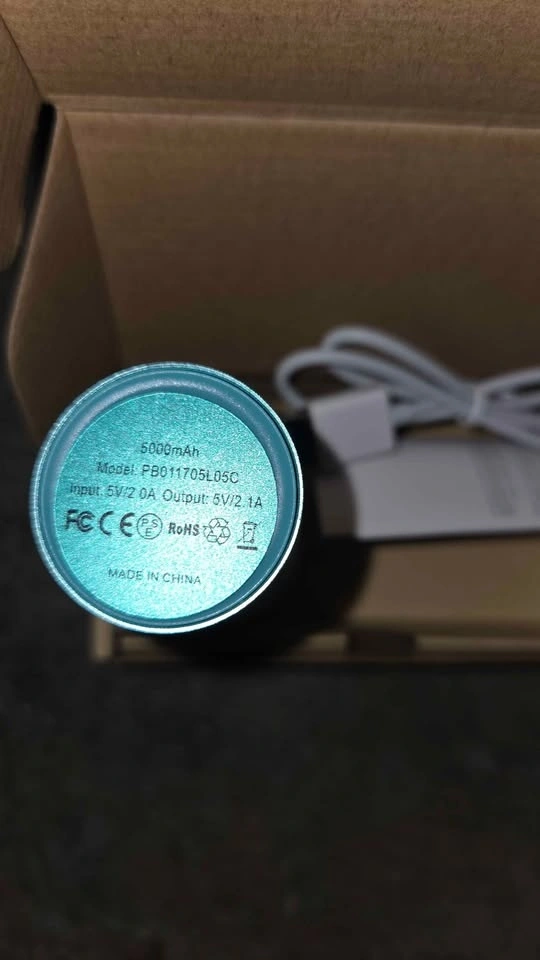 5000mAh
Model: PB011705L05C
Input: 5V/2.0A Output: 5V/2.1A
FC CE PSE RoHS
MADE IN CHINA